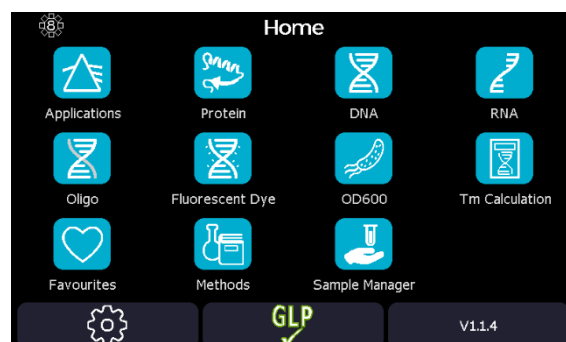 8
Home
Applications
Protein
DNA
RNA
Oligo
Fluorescent Dye
OD600
Tm Calculation
Favourites
Methods
Sample Manager
GLP
V1.1.4